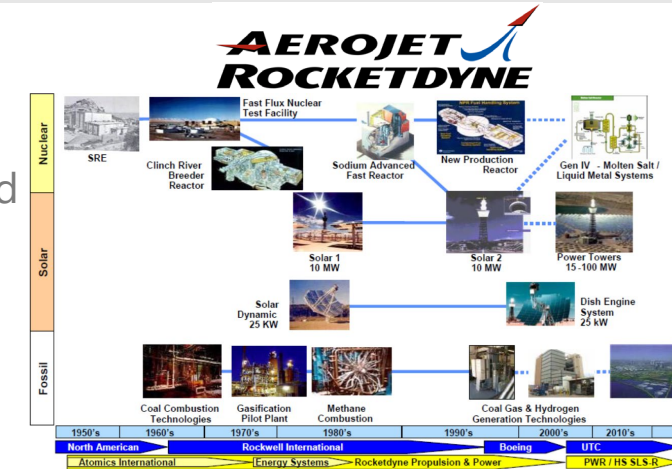 AEROJET
ROCKETDYNE
d
Nuclear
SRE
Fast Flux Nuclear
Test Facility
Clinch River
Breeder
Reactor
Sodium Advanced
Fast Reactor
New Production
Reactor
Gen IV - Molten Salt /
Liquid Metal Systems
Solar
Solar 1
10 MW
Solar 2
10 MW
Power Towers
15 -100 MW
Solar
Dynamic
25 KW
Dish Engine
System
25 kW
Fossil
Coal Combustion
Technologies
Gasification
Pilot Plant
Methane
Combustion
Coal Gas & Hydrogen
Generation Technologies
1950's 1960's 1970's 1980's 1990's 2000's 2010's
North American Rockwell International Boeing UTC
Atomics International Energy Systems Rocketdyne Propulsion & Power PWR / HS SLS-R